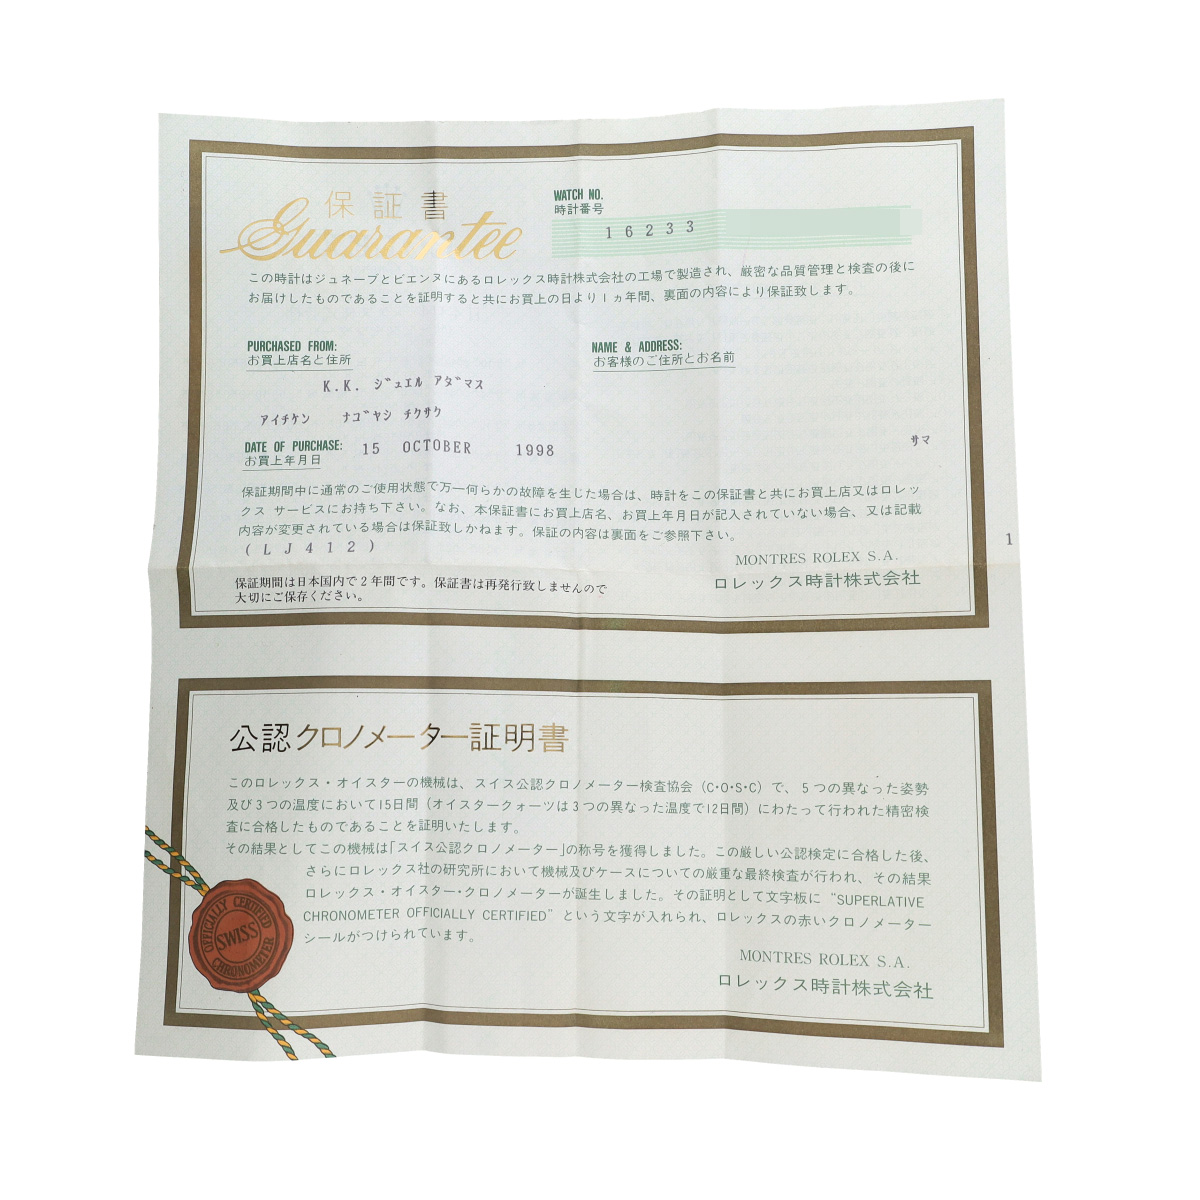 保証書
Guarantee
WATCH NO.
時計番号
16233
この時計はジュネーブとビエンヌにあるロレックス時計株式会社の工場で製造され、厳密な品質管理と検査の後に
お届けしたものであることを証明すると共にお買上の日より1ヵ年間、裏面の内容により保証致します。
PURCHASED FROM:
お買上店名と住所
NAME & ADDRESS:
お客様のご住所とお名前
K.K. ジュエル アダマス
アイチケン ナゴヤシ チクサク
サマ
DATE OF PURCHASE:
お買上年月日
15 OCTOBER 1998
保証期間中に通常のご使用状態で万一何らかの故障を生じた場合は、時計をこの保証書と共にお買上店又はロレッ
クス サービスにお持ち下さい。なお、本保証書にお買上店名、お買上年月日が記入されていない場合、又は記載
内容が変更されている場合は保証致しかねます。保証の内容は裏面をご参照下さい。
(LJ412)
1
MONTRES ROLEX S.A.
ロレックス時計株式会社
保証期間は日本国内で2年間です。保証書は再発行致しませんので
大切にご保存ください。
公認クロノメーター証明書
このロレックス・オイスターの機械は、スイス公認クロノメーター検査協会(C・O・S・C)で、5つの異なった姿勢
及び3つの温度において15日間(オイスタークォーツは3つの異なった温度で12日間)にわたって行われた精密検
査に合格したものであることを証明いたします。
その結果としてこの機械は「スイス公認クロノメーター」の称号を獲得しました。この厳しい公認検定に合格した後、
さらにロレックス社の研究所において機械及びケースについての厳重な最終検査が行われ、その結果
ロレックス・オイスター・クロノメーターが誕生しました。その証明として文字板に "SUPERLATIVE
CHRONOMETER OFFICIALLY CERTIFIED" という文字が入れられ、ロレックスの赤いクロノメーター
シールがつけられています。
OFFICIALLY CERTIFIED
SWISS
CHRONOMETER
MONTRES ROLEX S.A.
ロレックス時計株式会社